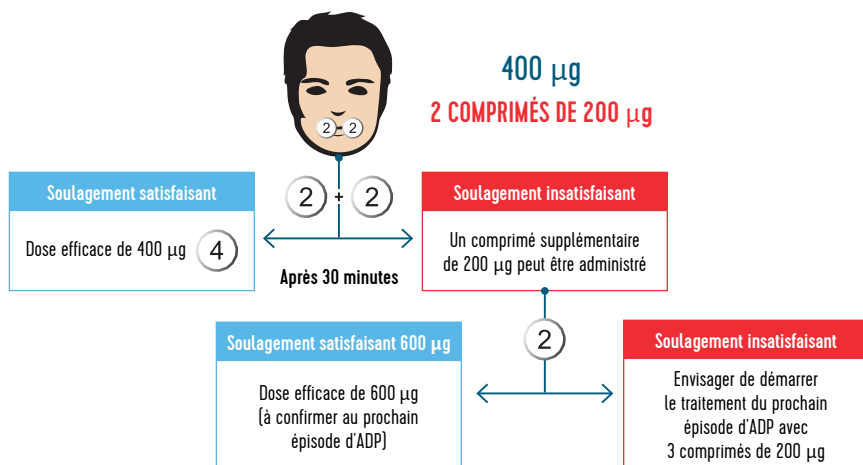 400 µg
2 COMPRIMÉS DE 200 µg
2 2
Soulagement satisfaisant
Dose efficace de 400 µg 4
2 + 2
Après 30 minutes
Soulagement insatisfaisant
Un comprimé supplémentaire
de 200 µg peut être administré
2
Soulagement satisfaisant 600 µg
Dose efficace de 600 µg
(à confirmer au prochain
épisode d'ADP)
Soulagement insatisfaisant
Envisager de démarrer
le traitement du prochain
épisode d'ADP avec
3 comprimés de 200 µg